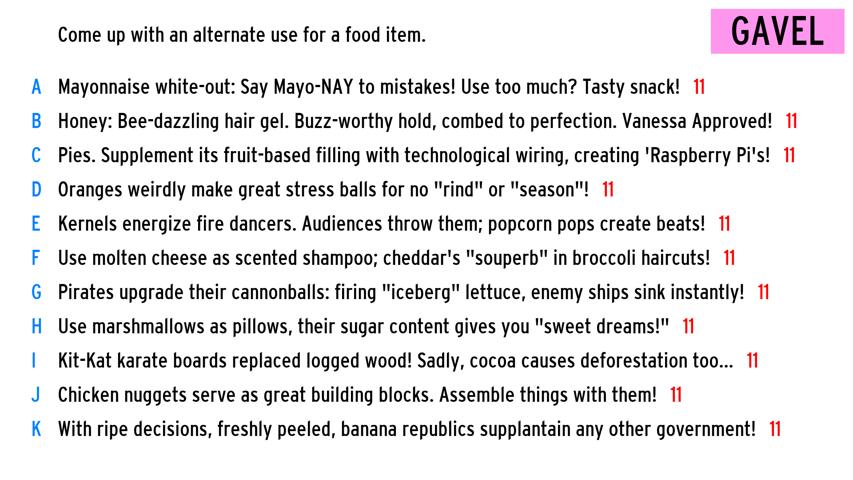 Come up with an alternate use for a food item.
GAVEL
A Mayonnaise white-out: Say Mayo-NAY to mistakes! Use too much? Tasty snack! 11
B Honey: Bee-dazzling hair gel. Buzz-worthy hold, combed to perfection. Vanessa Approved! 11
C Pies. Supplement its fruit-based filling with technological wiring, creating 'Raspberry Pi's! 11
D Oranges weirdly make great stress balls for no "rind" or "season"! 11
E Kernels energize fire dancers. Audiences throw them; popcorn pops create beats! 11
F Use molten cheese as scented shampoo; cheddar's "souperb" in broccoli haircuts! 11
G Pirates upgrade their cannonballs: firing "iceberg" lettuce, enemy ships sink instantly! 11
H Use marshmallows as pillows, their sugar content gives you "sweet dreams!" 11
I Kit-Kat karate boards replaced logged wood! Sadly, cocoa causes deforestation too... 11
J Chicken nuggets serve as great building blocks. Assemble things with them! 11
K With ripe decisions, freshly peeled, banana republics supplantain any other government! 11